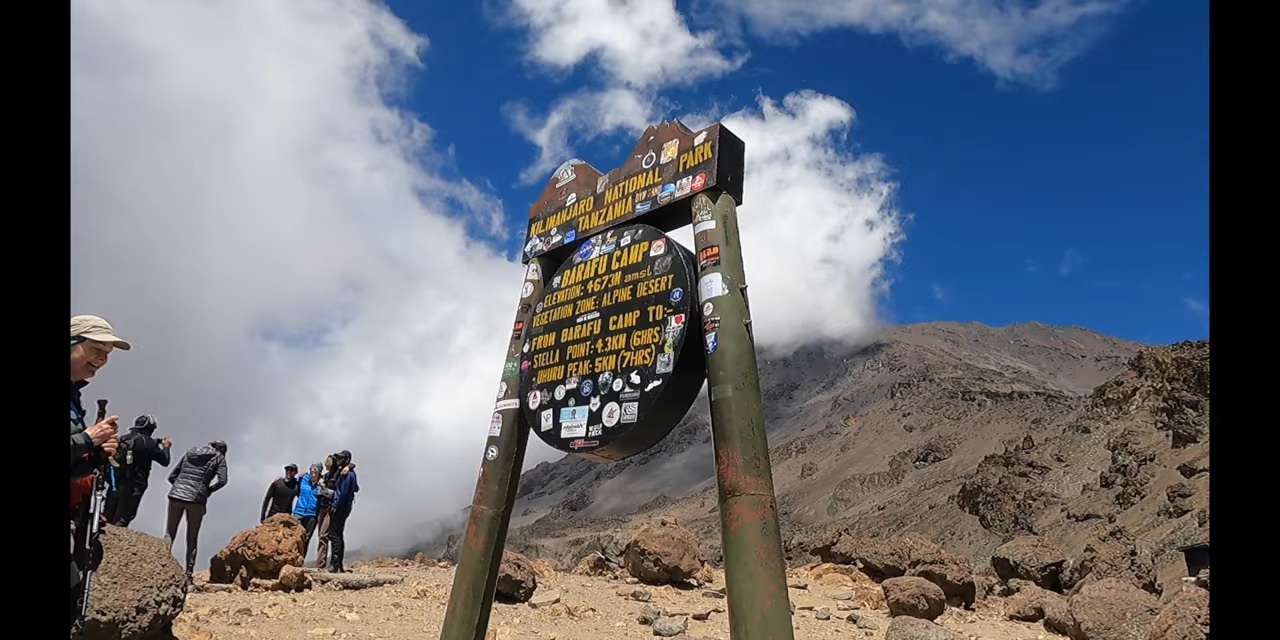 KILIMANJARO NATIONAL PARK
TANZANIA
BARAFU CAMP
ELEVATION: 4673M amsl
VEGETATION ZONE: ALPINE DESERT
FROM BARAFU CAMP TO:-
STELLA POINT: 4.3KM (6HRS)
UHURU PEAK: 5KM (7HRS)